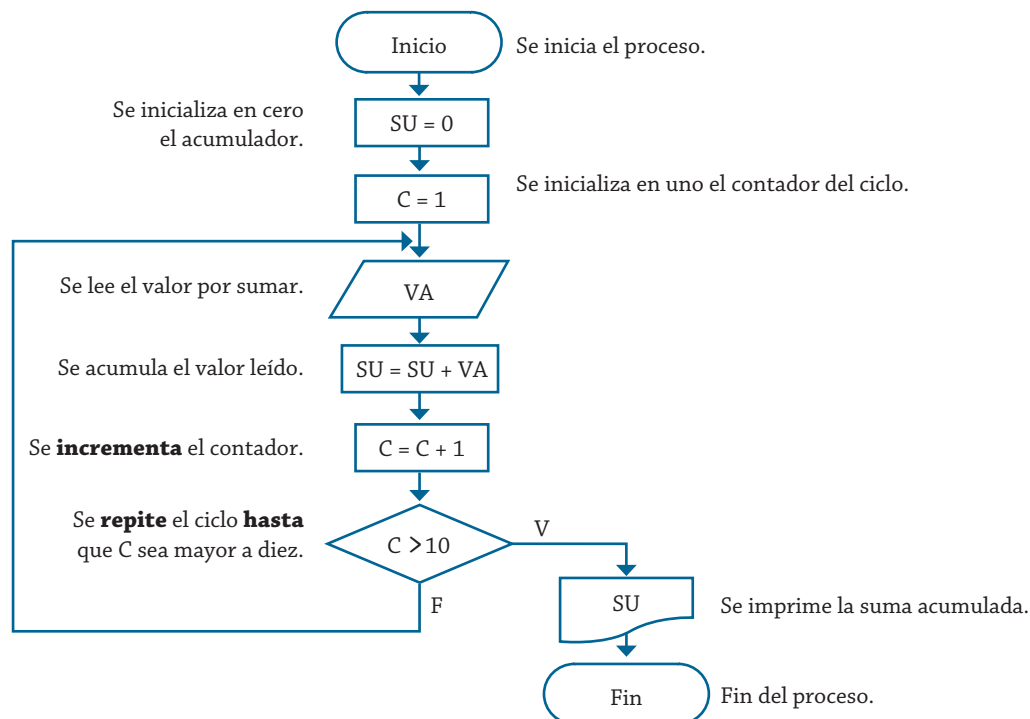 Inicio
Se inicia el proceso.
Se inicializa en cero
el acumulador.
SU = 0
C = 1
Se inicializa en uno el contador del ciclo.
Se lee el valor por sumar.
VA
Se acumula el valor leído.
SU = SU + VA
Se incrementa el contador.
C = C + 1
Se repite el ciclo hasta
que C sea mayor a diez.
C > 10
V
F
SU
Se imprime la suma acumulada.
Fin
Fin del proceso.